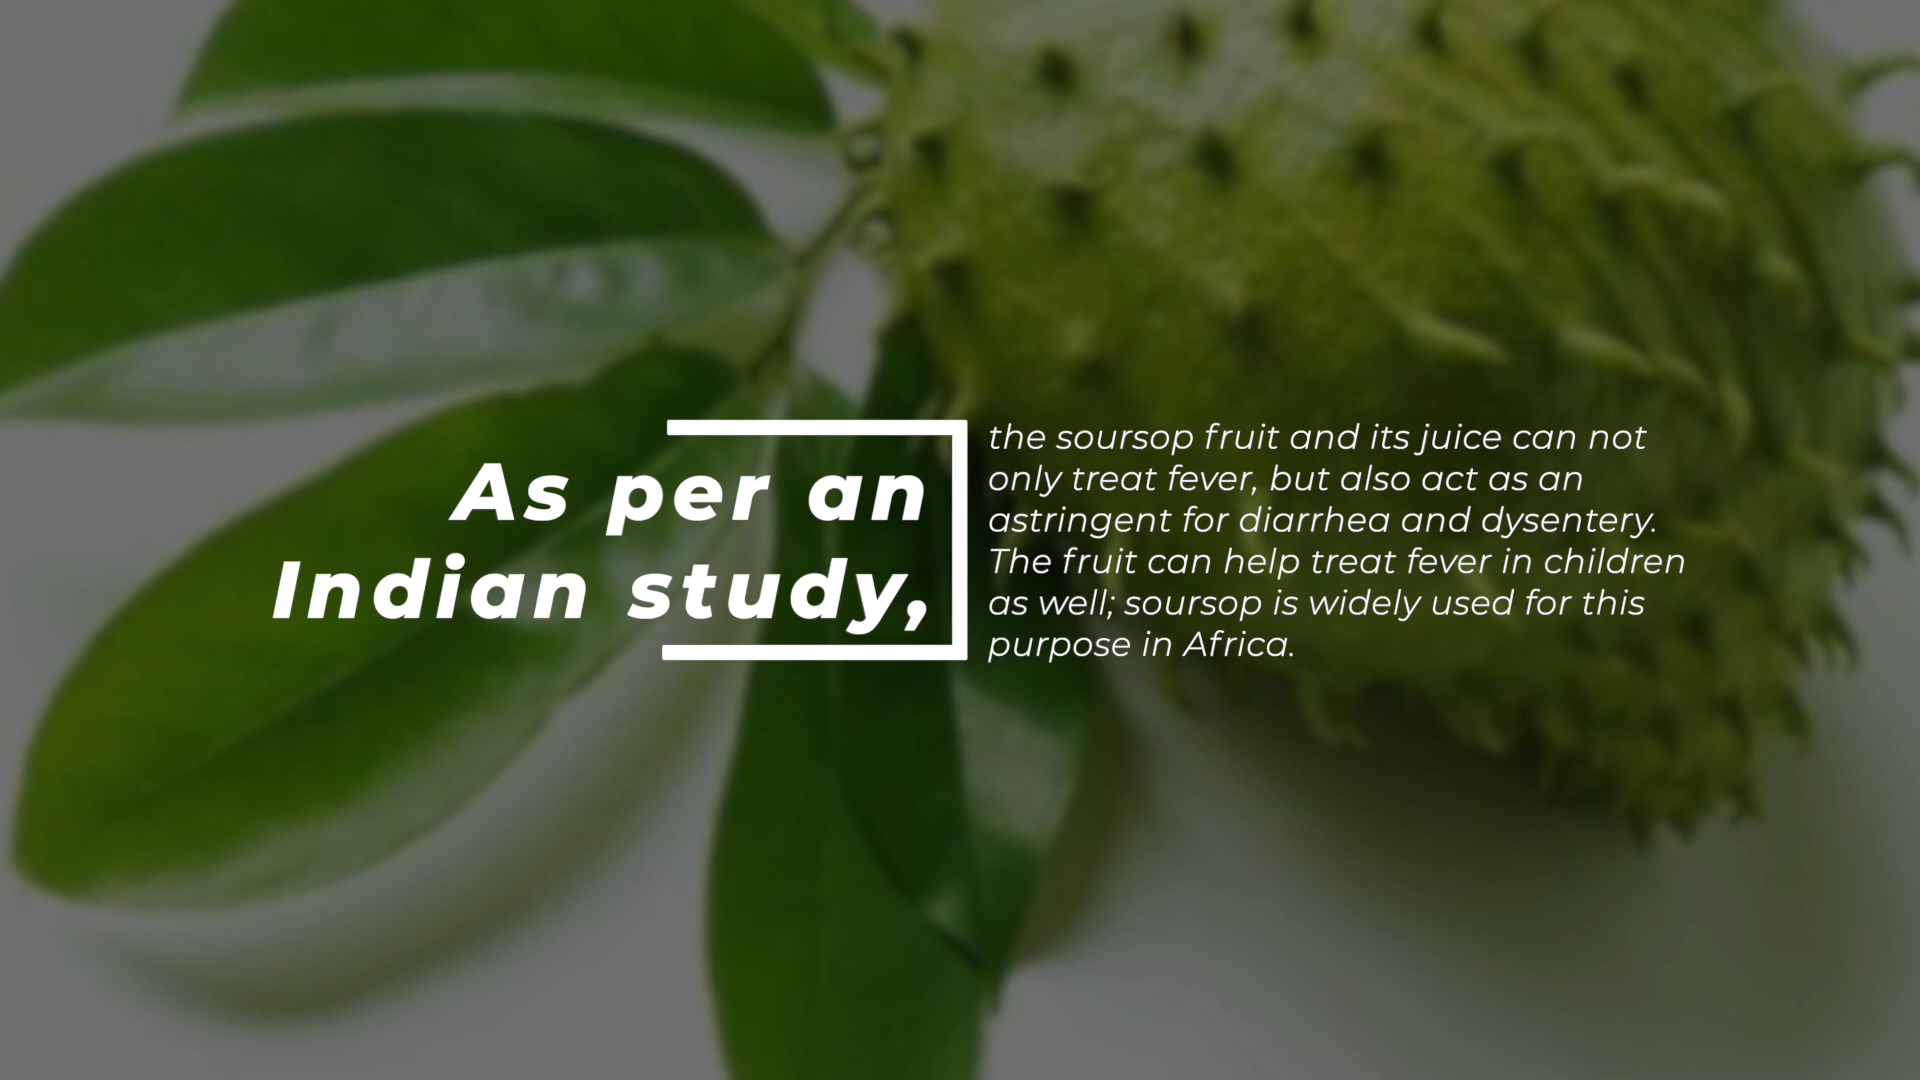 As per an
Indian study,
the soursop fruit and its juice can not
only treat fever, but also act as an
astringent for diarrhea and dysentery.
The fruit can help treat fever in children
as well; soursop is widely used for this
purpose in Africa.